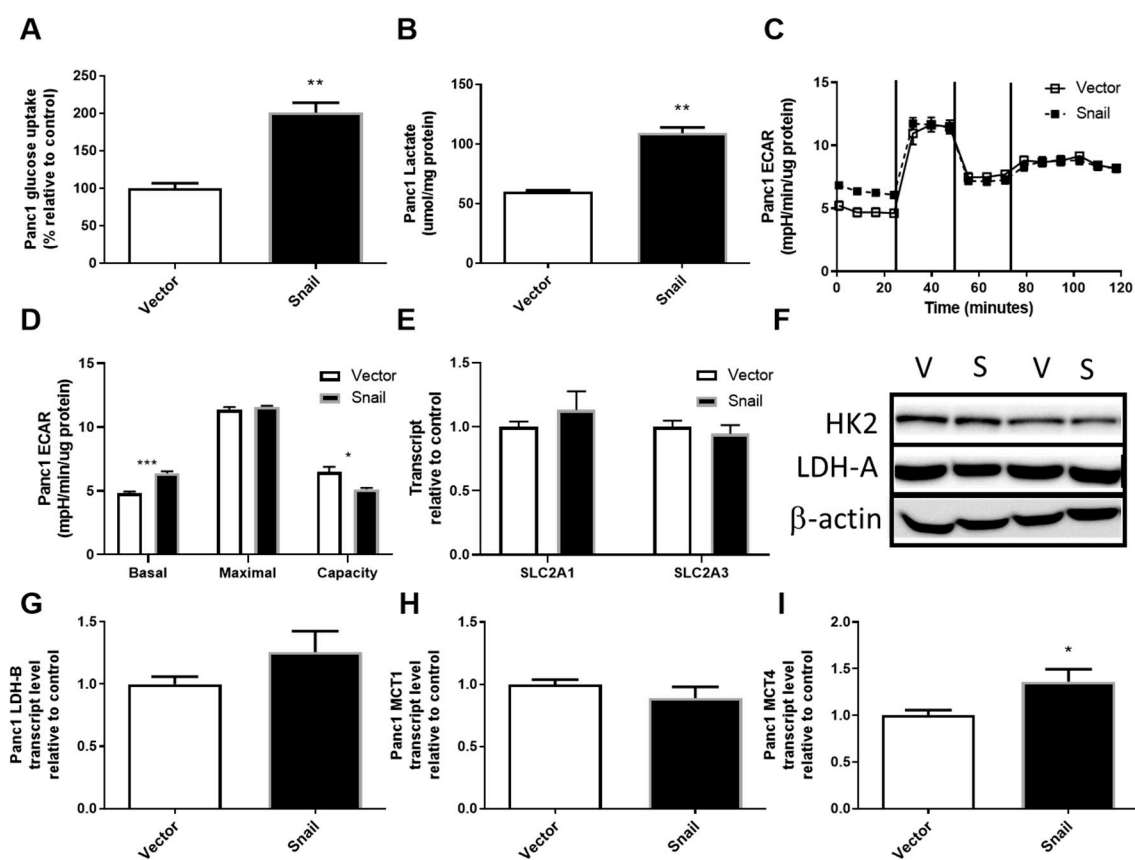 A
Panc1 glucose uptake
(% relative to control)
250
200
150
100
50
0
**
Vector
Snail
B
Panc1 Lactate
(umol/mg protein)
150
100
50
0
**
Vector
Snail
C
Panc1 ECAR
(mpH/min/ug protein)
15
10
5
0
Vector
Snail
0
20
40
60
80
100
120
Time (minutes)
D
Panc1 ECAR
(mpH/min/ug protein)
15
10
5
0
Vector
Snail
***
*
Basal
Maximal
Capacity
E
Transcript
relative to control
1.5
1.0
0.5
0.0
Vector
Snail
SLC2A1
SLC2A3
F
V S V S
HK2
LDH-A
β-actin
G
Panc1 LDH-B
transcript level
relative to control
1.5
1.0
0.5
0.0
Vector
Snail
H
Panc1 MCT1
transcript level
relative to control
1.5
1.0
0.5
0.0
Vector
Snail
I
Panc1 MCT4
transcript level
relative to control
2.0
1.5
1.0
0.5
0.0
*
Vector
Snail